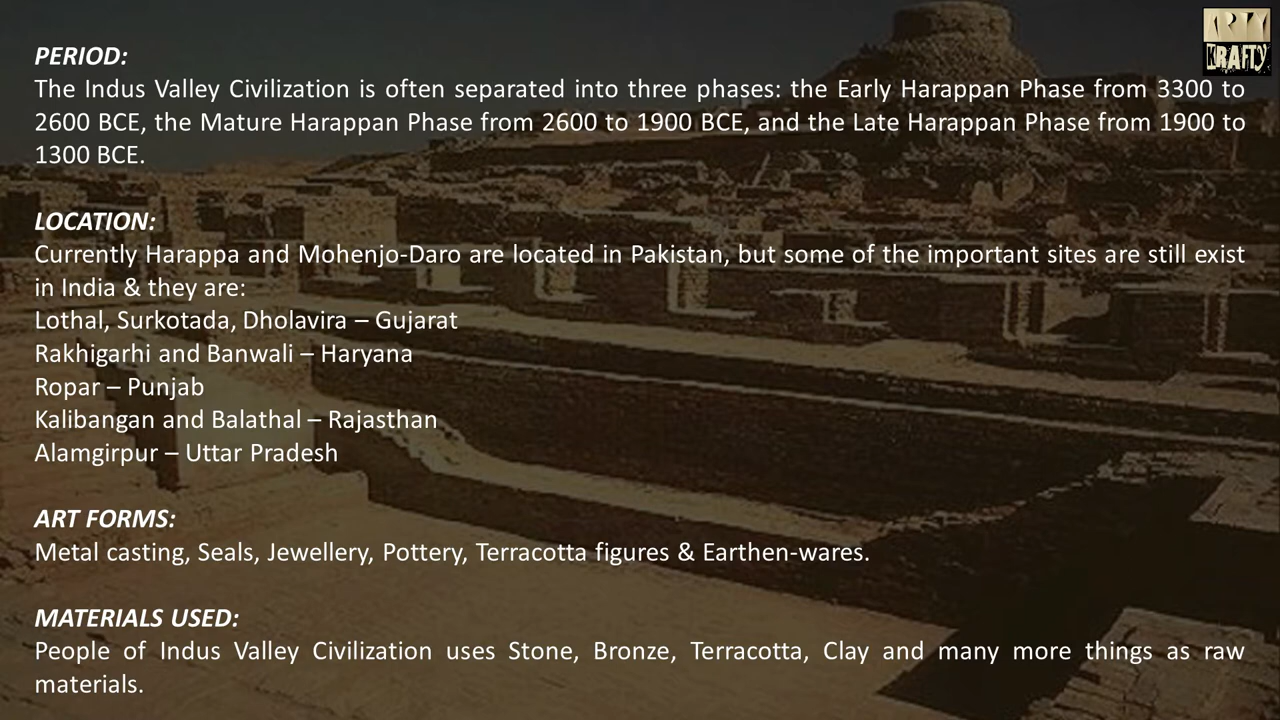 ARTY
KRAFTY
PERIOD:
The Indus Valley Civilization is often separated into three phases: the Early Harappan Phase from 3300 to
2600 BCE, the Mature Harappan Phase from 2600 to 1900 BCE, and the Late Harappan Phase from 1900 to
1300 BCE.
LOCATION:
Currently Harappa and Mohenjo-Daro are located in Pakistan, but some of the important sites are still exist
in India & they are:
Lothal, Surkotada, Dholavira – Gujarat
Rakhigarhi and Banwali – Haryana
Ropar – Punjab
Kalibangan and Balathal – Rajasthan
Alamgirpur – Uttar Pradesh
ART FORMS:
Metal casting, Seals, Jewellery, Pottery, Terracotta figures & Earthen-wares.
MATERIALS USED:
People of Indus Valley Civilization uses Stone, Bronze, Terracotta, Clay and many more things as raw
materials.